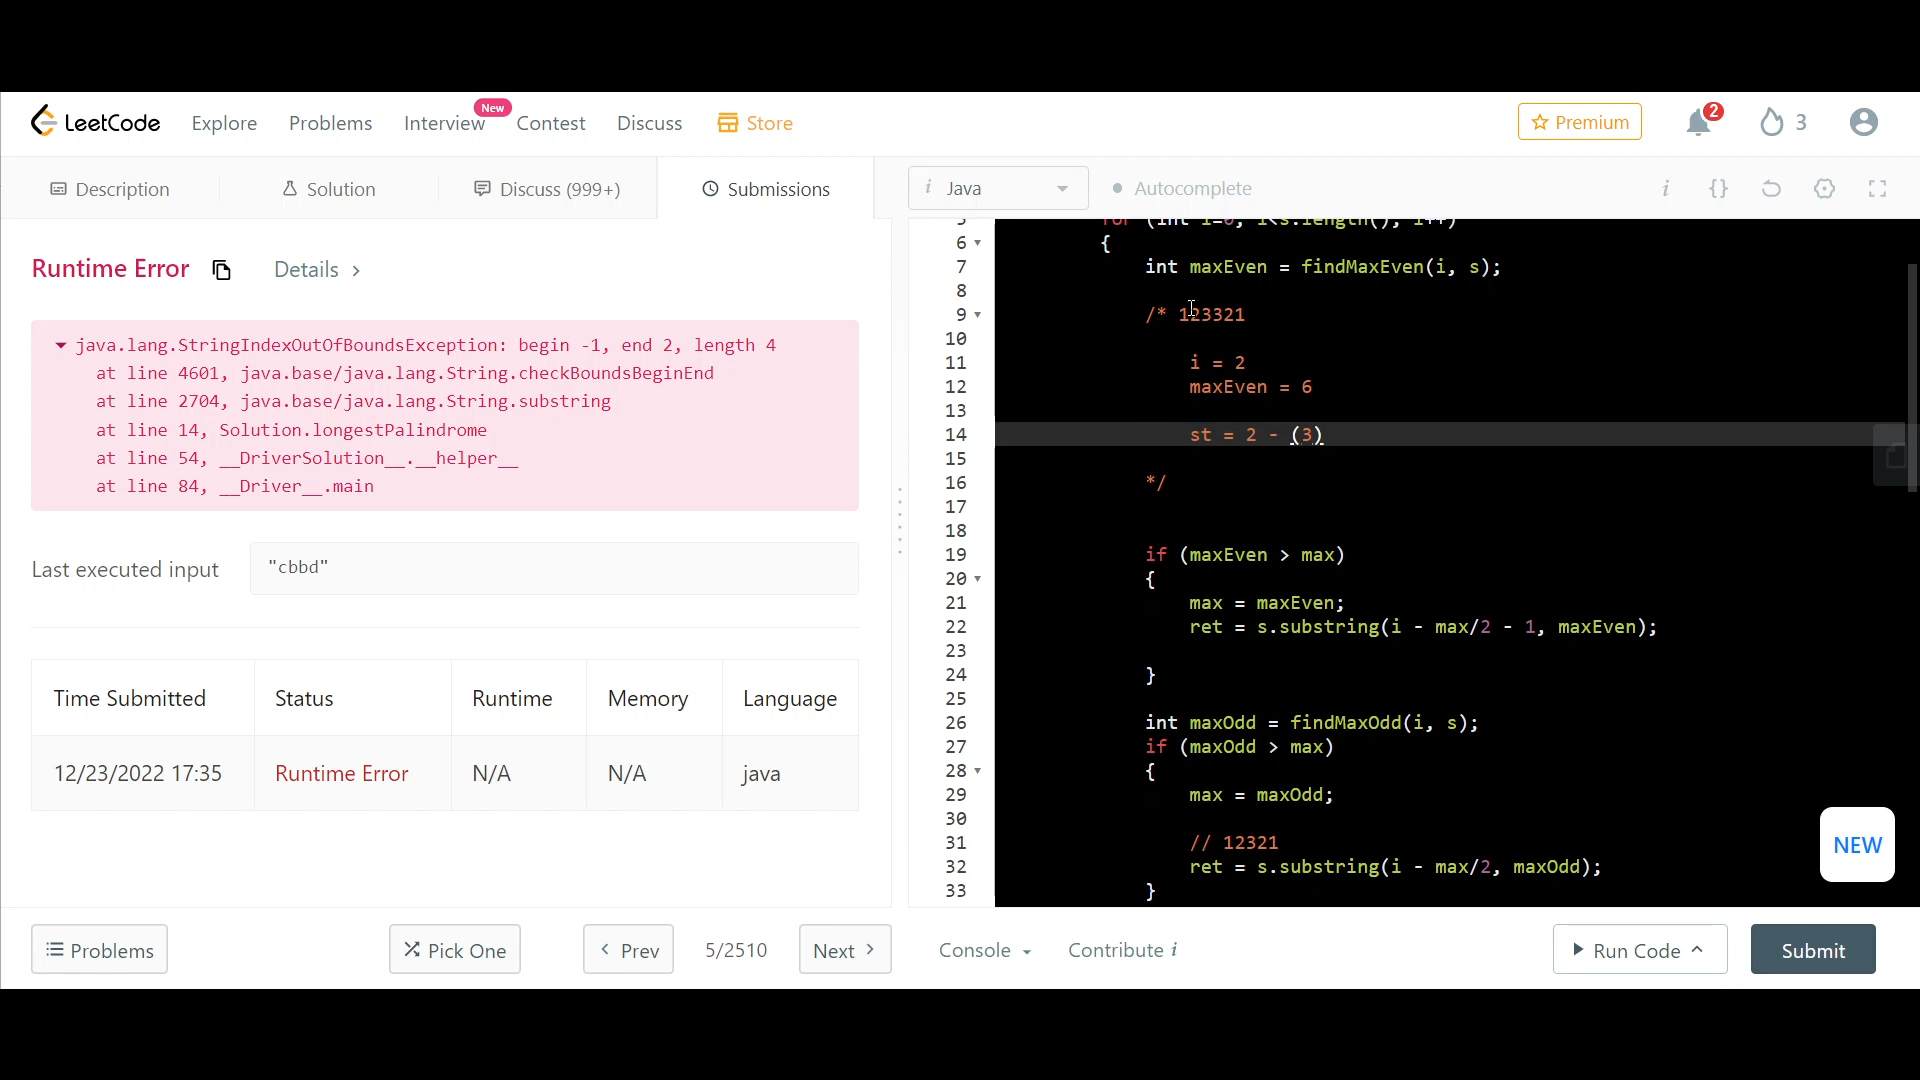 LeetCode
Explore
Problems
Interview
New
Contest
Discuss
Store
Premium
2
3
Description
Solution
Discuss (999+)
Submissions
i Java
Autocomplete
i
{}
Runtime Error
Details >
java.lang.StringIndexOutOfBoundsException: begin -1, end 2, length 4
at line 4601, java.base/java.lang.String.checkBoundsBeginEnd
at line 2704, java.base/java.lang.String.substring
at line 14, Solution.longestPalindrome
at line 54, __DriverSolution__.__helper__
at line 84, __Driver__.main
Last executed input
"cbbd"
Time Submitted Status Runtime Memory Language
12/23/2022 17:35 Runtime Error N/A N/A java
5 for (int i=0; i<s.length(); i++)
6 {
7 int maxEven = findMaxEven(i, s);
8
9 /* 123321
10
11 i = 2
12 maxEven = 6
13
14 st = 2 - (3)
15
16 */
17
18
19 if (maxEven > max)
20 {
21 max = maxEven;
22 ret = s.substring(i - max/2 - 1, maxEven);
23
24 }
25
26 int maxOdd = findMaxOdd(i, s);
27 if (maxOdd > max)
28 {
29 max = maxOdd;
30
31 // 12321
32 ret = s.substring(i - max/2, maxOdd);
33 }
NEW
Problems
Pick One
< Prev
5/2510
Next >
Console
Contribute i
Run Code
Submit